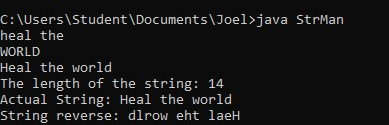 C:\Users\Student\Documents\Joel>java StrMan
heal the
WORLD
Heal the world
The length of the string: 14
Actual String: Heal the world
String reverse: dlrow eht laeH